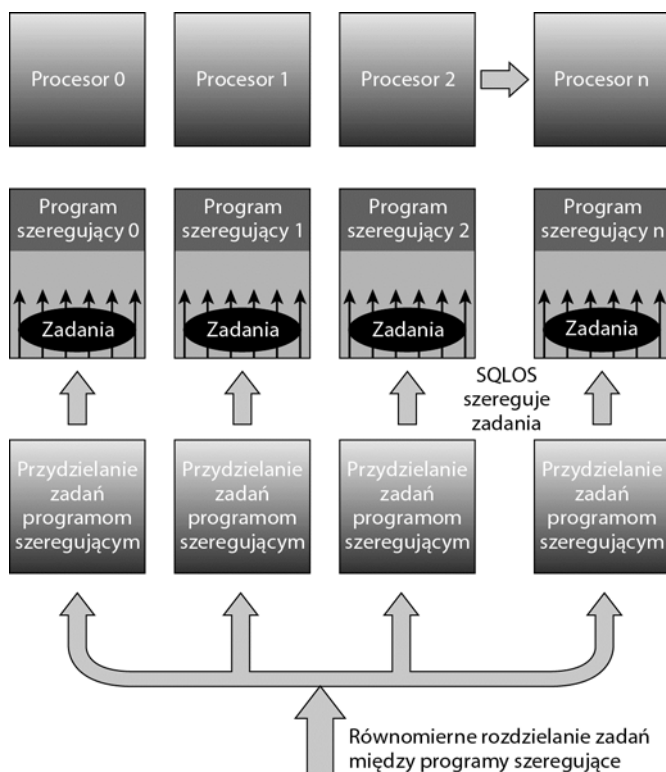 Procesor 0
Procesor 1
Procesor 2
Procesor n
Program
szeregujący 0
Program
szeregujący 1
Program
szeregujący 2
Program
szeregujący n
Zadania
Zadania
Zadania
Zadania
SQLOS
szereguje
zadania
Przydzielanie
zadań
programom
szeregującym
Przydzielanie
zadań
programom
szeregującym
Przydzielanie
zadań
programom
szeregującym
Przydzielanie
zadań
programom
szeregującym
Równomierne rozdzielanie zadań
między programy szeregujące